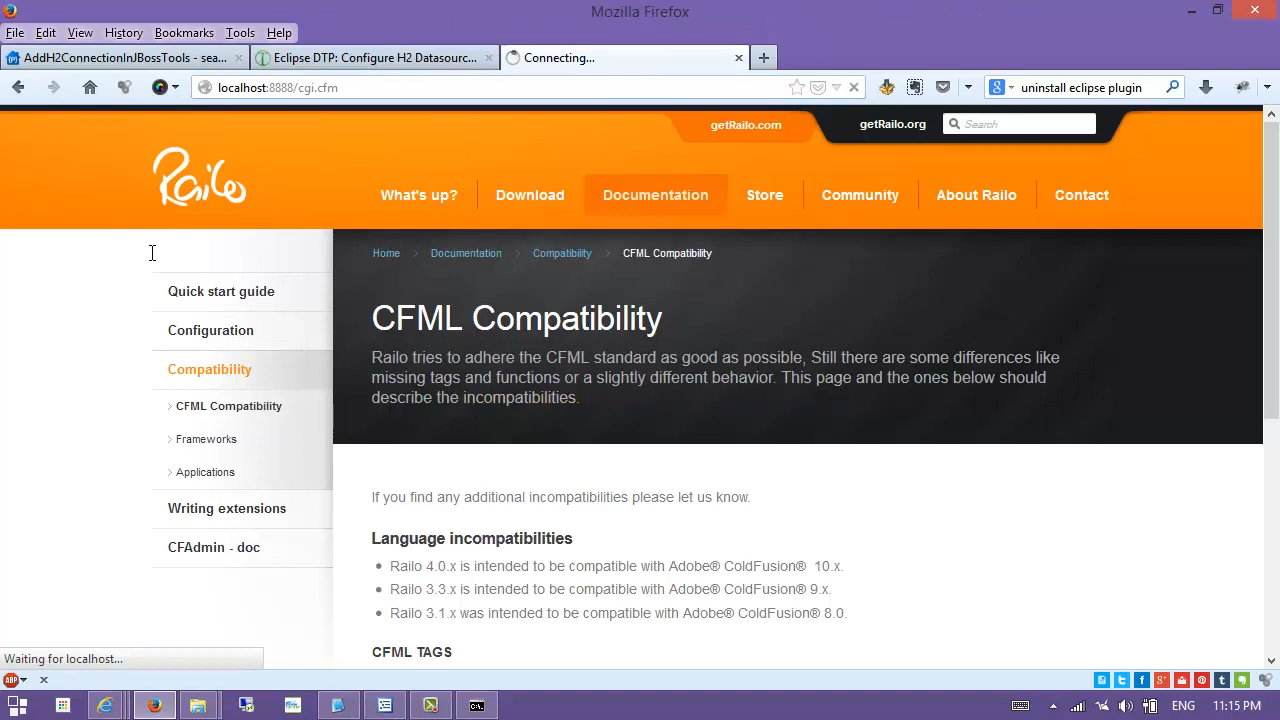 Mozilla Firefox
File Edit View History Bookmarks Tools Help
AddH2ConnectionInJBossTools - sea...
Eclipse DTP: Configure H2 Datasourc...
Connecting...
localhost:8888/cgi.cfm
uninstall eclipse plugin
getRailo.com
getRailo.org
Search
Railo
What's up?
Download
Documentation
Store
Community
About Railo
Contact
Home
Documentation
Compatibility
CFML Compatibility
Quick start guide
Configuration
Compatibility
CFML Compatibility
Frameworks
Applications
Writing extensions
CFAdmin - doc
CFML Compatibility
Railo tries to adhere the CFML standard as good as possible, Still there are some differences like
missing tags and functions or a slightly different behavior. This page and the ones below should
describe the incompatibilities.
If you find any additional incompatibilities please let us know.
Language incompatibilities
Railo 4.0.x is intended to be compatible with Adobe® ColdFusion® 10.x.
Railo 3.3.x is intended to be compatible with Adobe® ColdFusion® 9.x.
Railo 3.1.x was intended to be compatible with Adobe® ColdFusion® 8.0.
CFML TAGS
Waiting for localhost...
ABP
ENG
11:15 PM